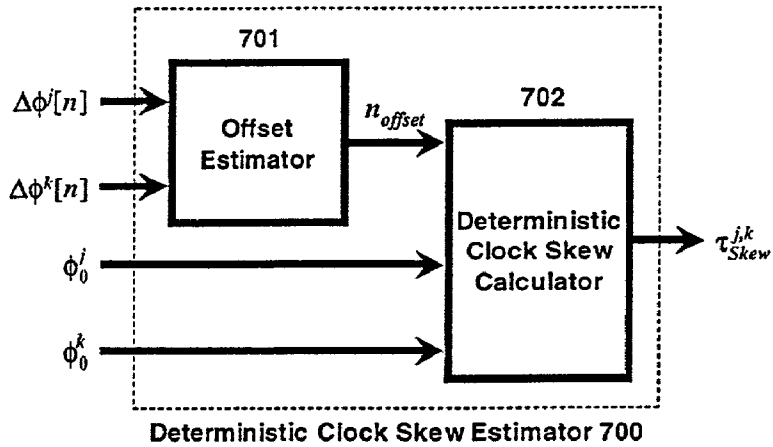 701
Δϕʲ[n]
Offset
Estimator
n_offset
702
Δϕᵏ[n]
Deterministic
Clock Skew
Calculator
τ^{j,k}_{Skew}
ϕ₀ʲ
ϕ₀ᵏ
Deterministic Clock Skew Estimator 700